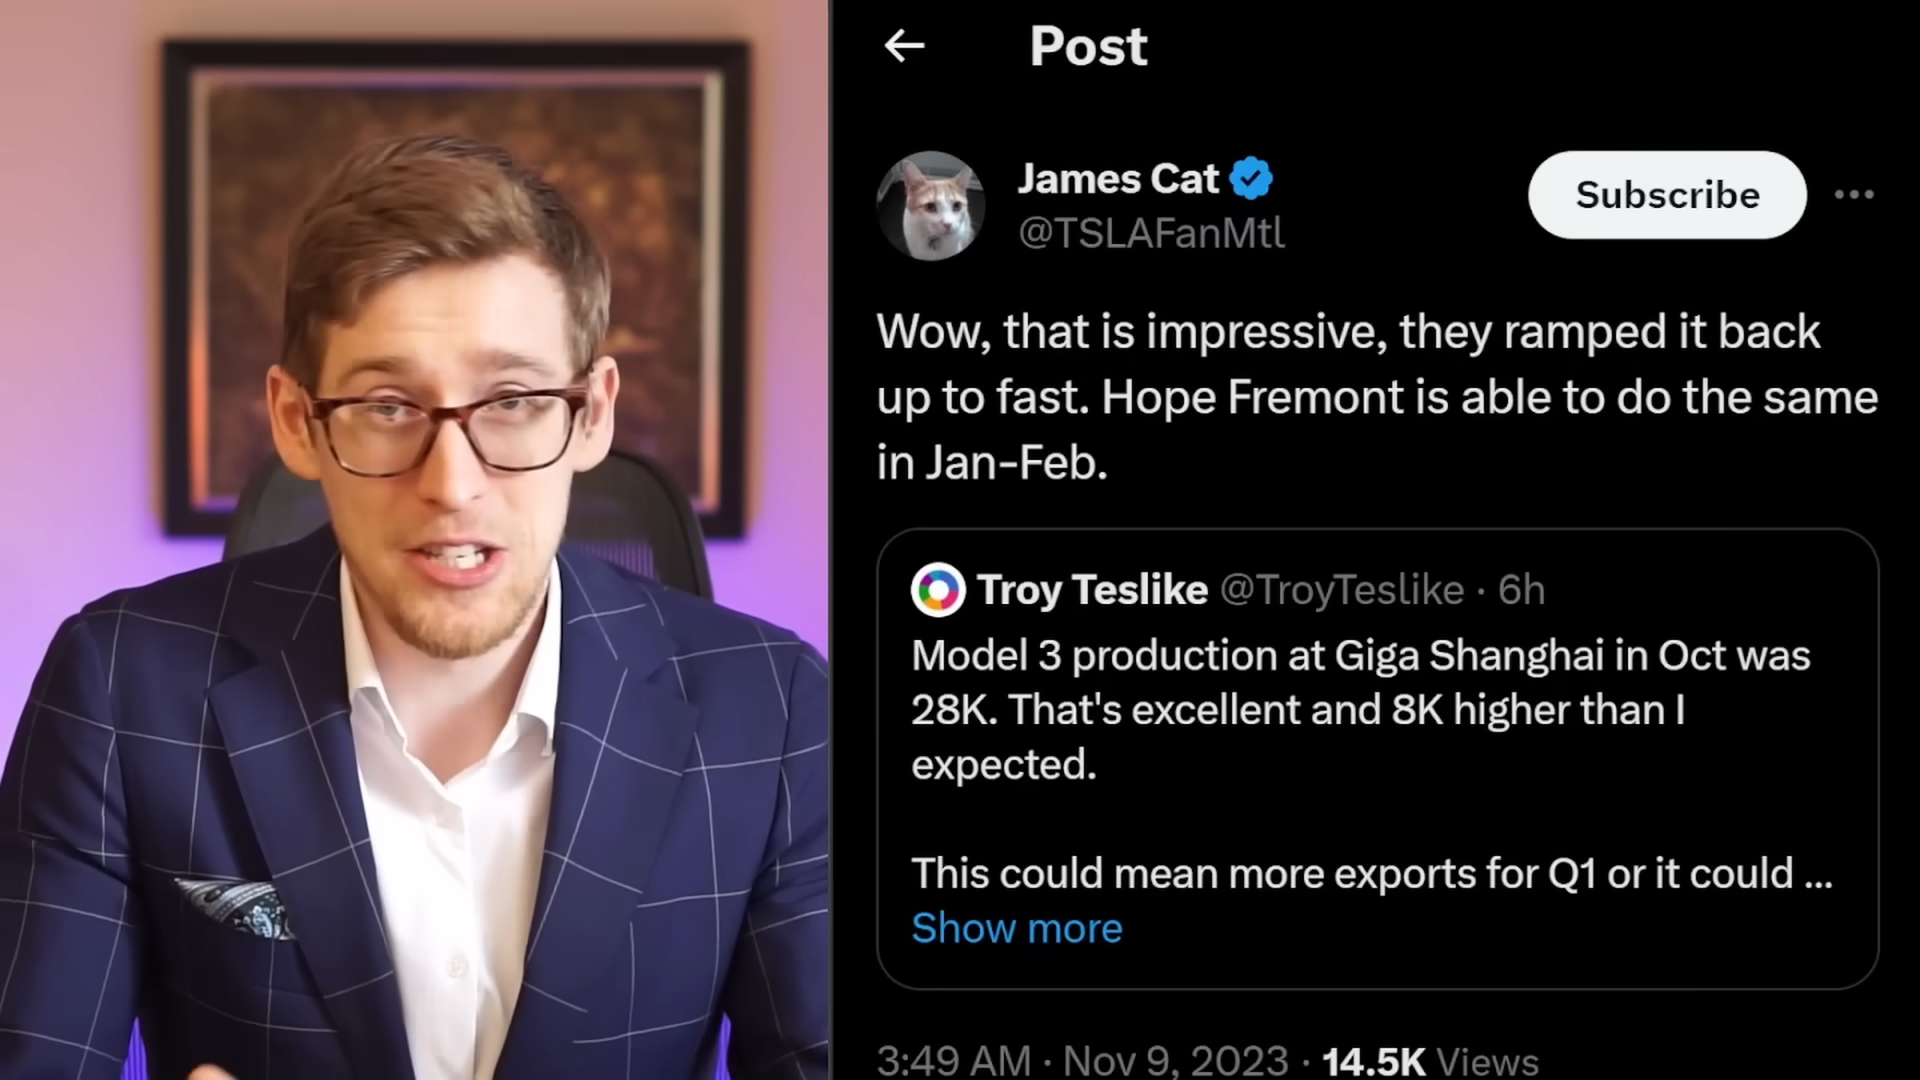 Post
James Cat
@TSLAFanMtl
Subscribe
Wow, that is impressive, they ramped it back
up to fast. Hope Fremont is able to do the same
in Jan-Feb.
Troy Teslike @TroyTeslike · 6h
Model 3 production at Giga Shanghai in Oct was
28K. That's excellent and 8K higher than I
expected.
This could mean more exports for Q1 or it could ...
Show more
3:49 AM · Nov 9, 2023 · 14.5K Views